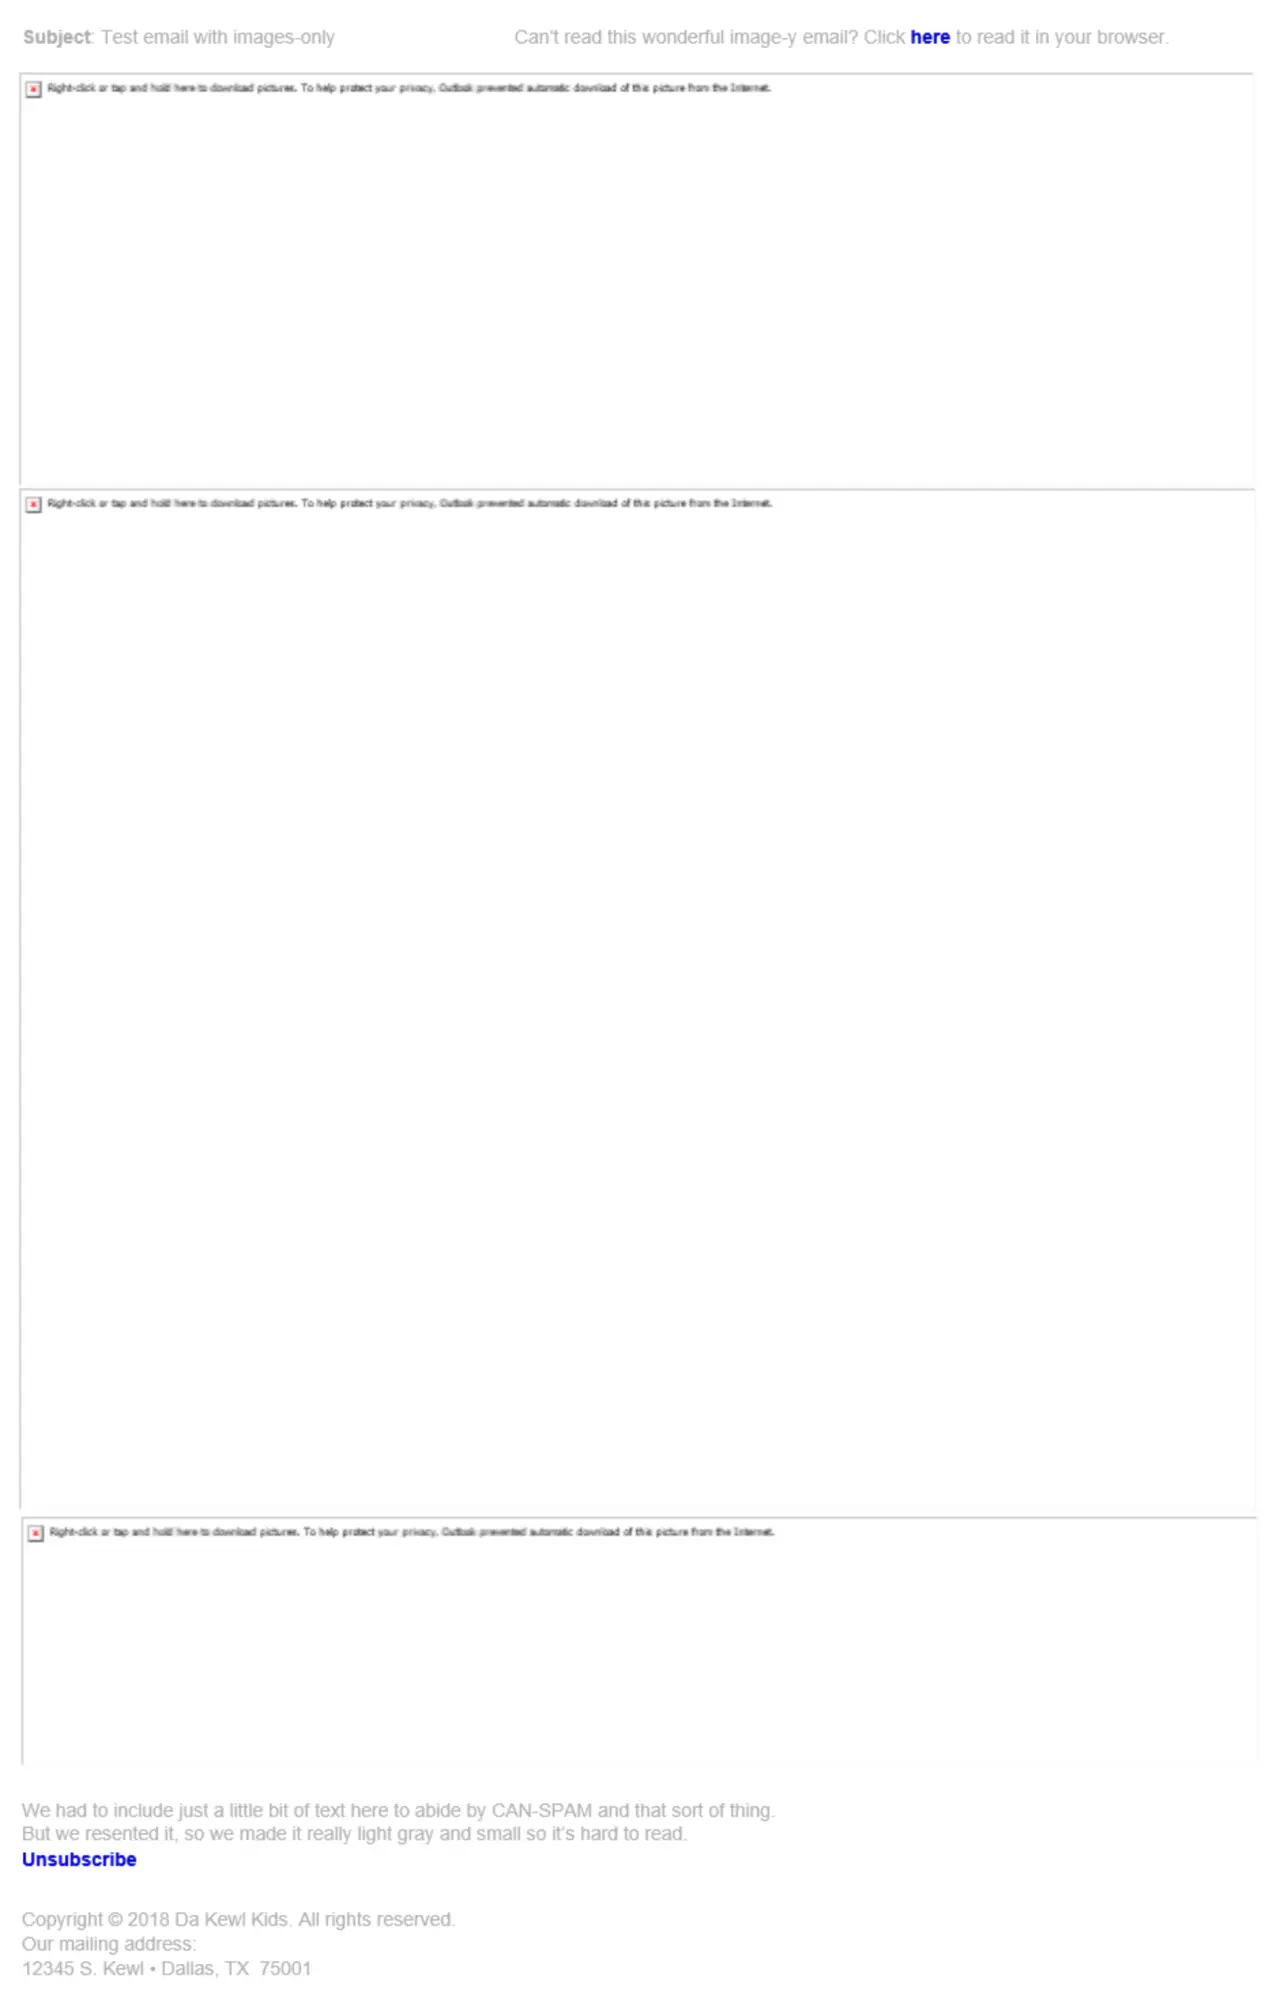 Subject: Test email with images-only Can't read this wonderful image-y email? Click here to read it in your browser.
Right-click or tap and hold here to download pictures. To help protect your privacy, Outlook prevented automatic download of this picture from the Internet.
Right-click or tap and hold here to download pictures. To help protect your privacy, Outlook prevented automatic download of this picture from the Internet.
Right-click or tap and hold here to download pictures. To help protect your privacy, Outlook prevented automatic download of this picture from the Internet.
We had to include just a little bit of text here to abide by CAN-SPAM and that sort of thing.
But we resented it, so we made it really light gray and small so it's hard to read.
Unsubscribe
Copyright © 2018 Da Kewl Kids. All rights reserved.
Our mailing address:
12345 S. Kewl • Dallas, TX 75001